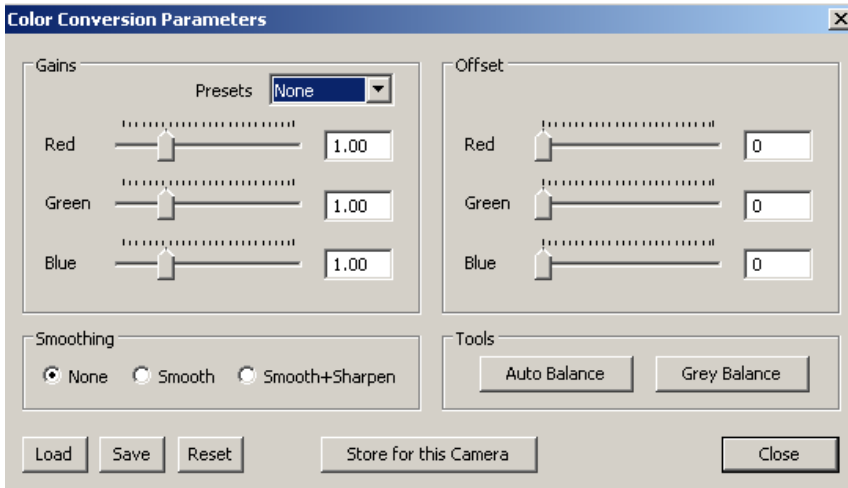 Color Conversion Parameters
Gains
Presets None
Red 1.00
Green 1.00
Blue 1.00
Offset
Red 0
Green 0
Blue 0
Smoothing
None Smooth Smooth+Sharpen
Tools
Auto Balance Grey Balance
Load Save Reset Store for this Camera Close